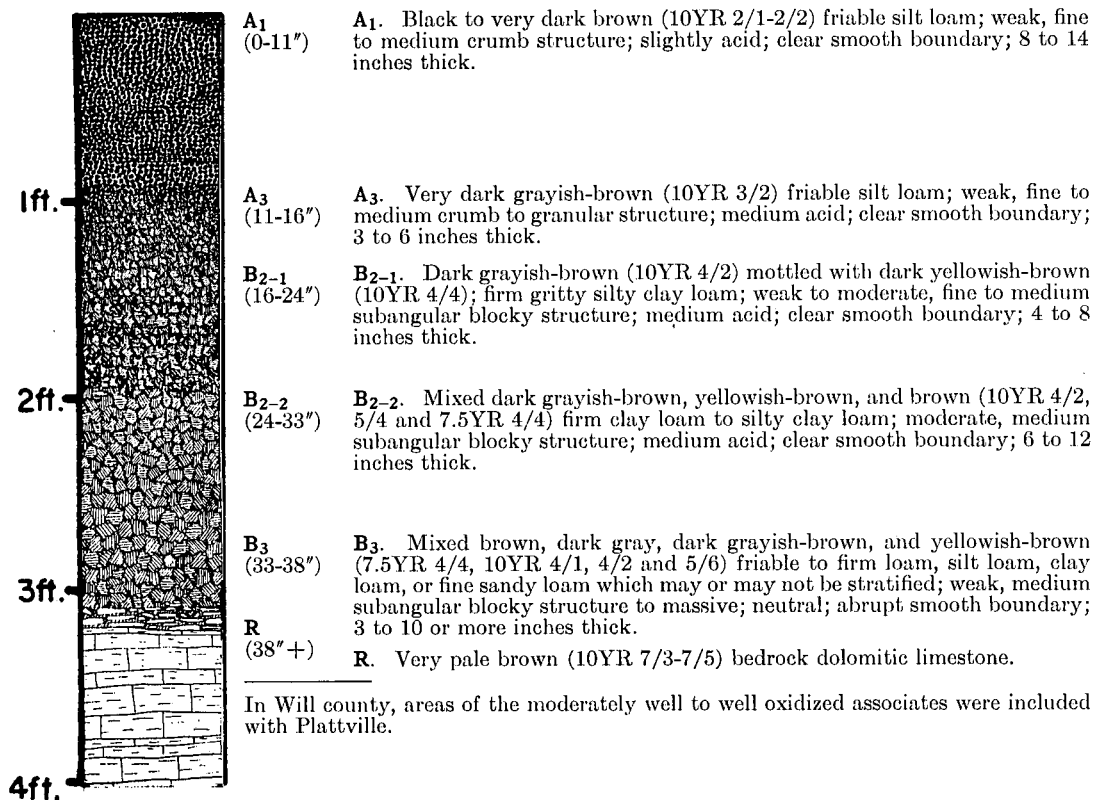 A1
(0-11″)
A1. Black to very dark brown (10YR 2/1-2/2) friable silt loam; weak, fine
to medium crumb structure; slightly acid; clear smooth boundary; 8 to 14
inches thick.
1ft.
A3
(11-16″)
A3. Very dark grayish-brown (10YR 3/2) friable silt loam; weak, fine to
medium crumb to granular structure; medium acid; clear smooth boundary;
3 to 6 inches thick.
B2-1
(16-24″)
B2-1. Dark grayish-brown (10YR 4/2) mottled with dark yellowish-brown
(10YR 4/4); firm gritty silty clay loam; weak to moderate, fine to medium
subangular blocky structure; medium acid; clear smooth boundary; 4 to 8
inches thick.
2ft.
B2-2
(24-33″)
B2-2. Mixed dark grayish-brown, yellowish-brown, and brown (10YR 4/2,
5/4 and 7.5YR 4/4) firm clay loam to silty clay loam; moderate, medium
subangular blocky structure; medium acid; clear smooth boundary; 6 to 12
inches thick.
B3
(33-38″)
B3. Mixed brown, dark gray, dark grayish-brown, and yellowish-brown
(7.5YR 4/4, 10YR 4/1, 4/2 and 5/6) friable to firm loam, silt loam, clay
loam, or fine sandy loam which may or may not be stratified; weak, medium
subangular blocky structure to massive; neutral; abrupt smooth boundary;
3 to 10 or more inches thick.
3ft.
R
(38″+)
R. Very pale brown (10YR 7/3-7/5) bedrock dolomitic limestone.
In Will county, areas of the moderately well to well oxidized associates were included
with Plattville.
4ft.